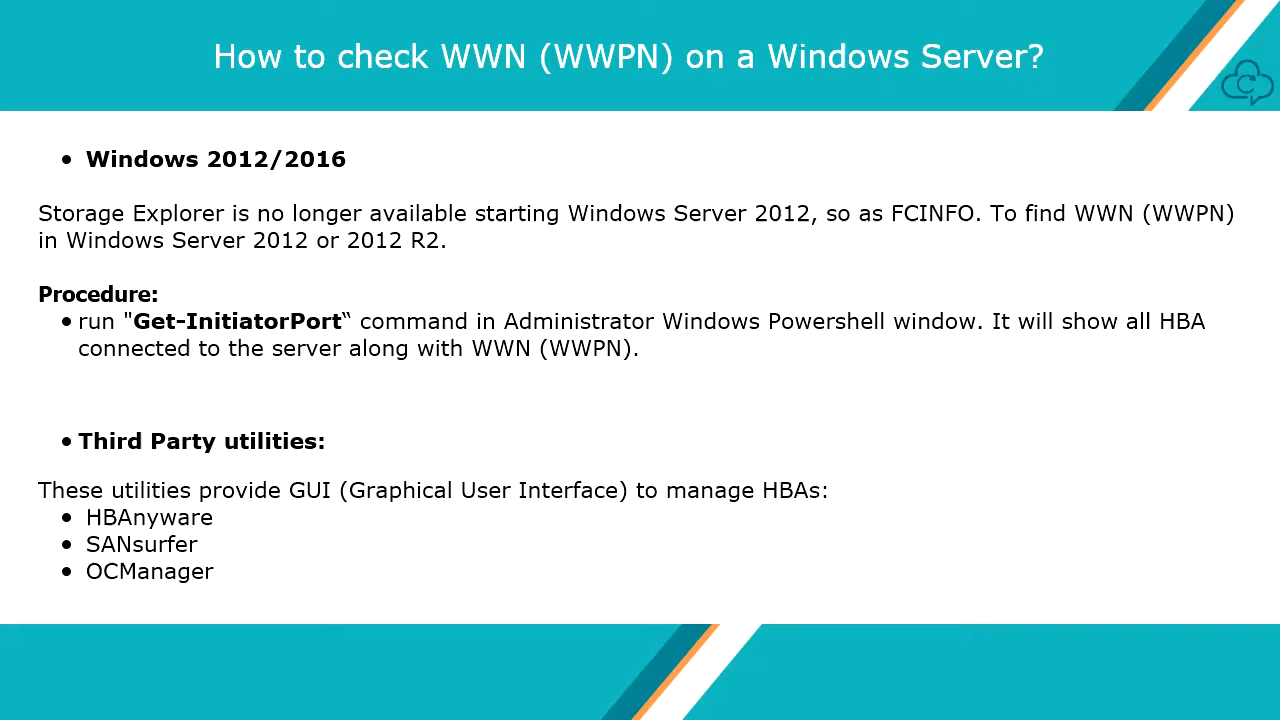 How to check WWN (WWPN) on a Windows Server?
• Windows 2012/2016
Storage Explorer is no longer available starting Windows Server 2012, so as FCINFO. To find WWN (WWPN)
in Windows Server 2012 or 2012 R2.
Procedure:
• run "Get-InitiatorPort“ command in Administrator Windows Powershell window. It will show all HBA
connected to the server along with WWN (WWPN).
• Third Party utilities:
These utilities provide GUI (Graphical User Interface) to manage HBAs:
• HBAnyware
• SANsurfer
• OCManager